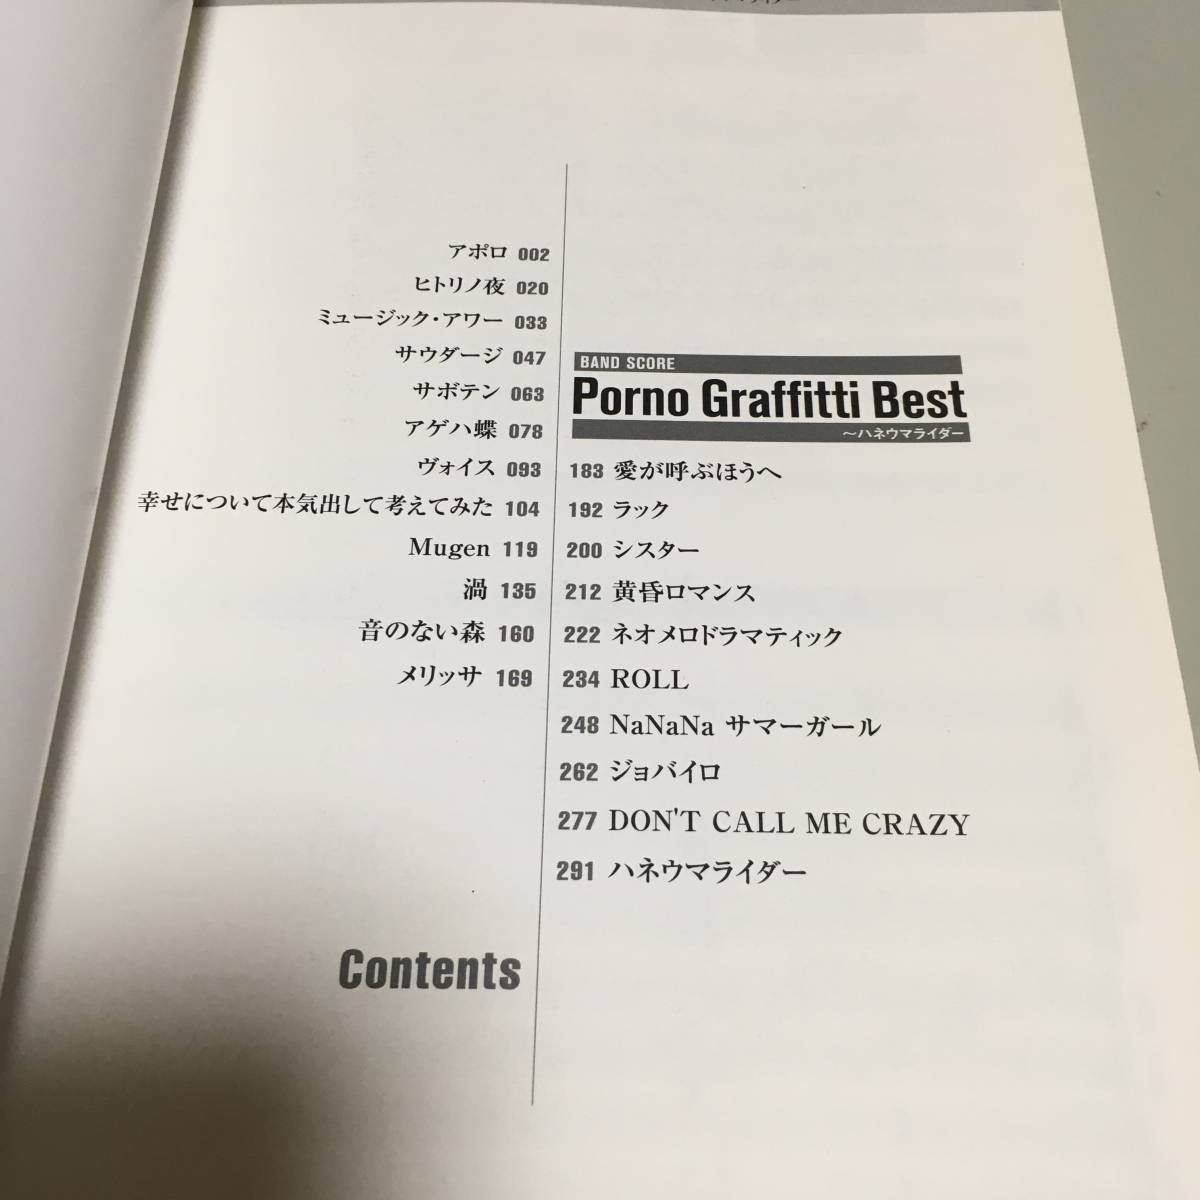 アポロ 002
ヒトリノ夜 020
ミュージック・アワー 033
サウダージ 047
サボテン 063
アゲハ蝶 078
ヴォイス 093
幸せについて本気出して考えてみた 104
Mugen 119
渦 135
音のない森 160
メリッサ 169
BAND SCORE
Porno Graffitti Best
～ハネウマライダー
183 愛が呼ぶほうへ
192 ラック
200 シスター
212 黄昏ロマンス
222 ネオメロドラマティック
234 ROLL
248 NaNaNa サマーガール
262 ジョバイロ
277 DON'T CALL ME CRAZY
291 ハネウマライダー
Contents